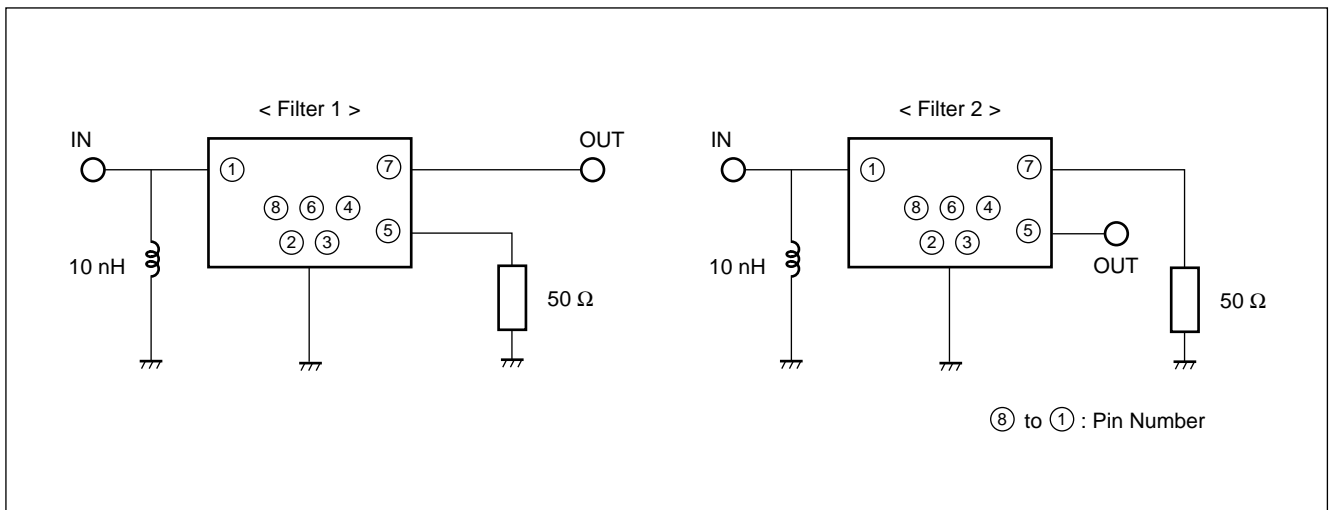 < Filter 1 >
IN
OUT
① ⑦
⑧ ⑥ ④
⑤
② ③
10 nH
50 Ω
< Filter 2 >
IN
① ⑦
⑧ ⑥ ④
⑤
② ③
OUT
10 nH
50 Ω
⑧ to ① : Pin Number